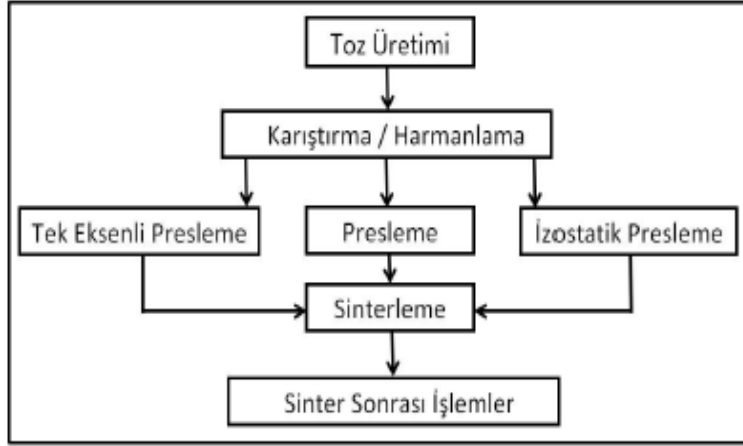 Toz Üretimi
Karıştırma / Harmanlama
Tek Eksenli Presleme
Presleme
İzostatik Presleme
Sinterleme
Sinter Sonrası İşlemler